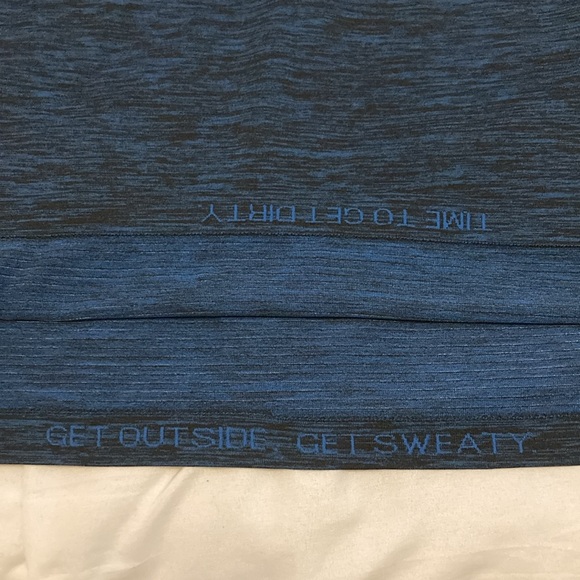 TIME TO GET DIRTY.
GET OUTSIDE, GET SWEATY.